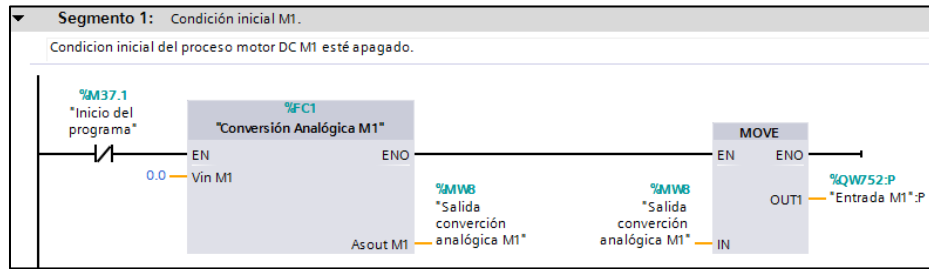 Segmento 1: Condición inicial M1.
Condicion inicial del proceso motor DC M1 esté apagado.
%M37.1
"Inicio del
programa"
%FC1
"Conversión Analógica M1"
EN
ENO
0.0
Vin M1
Asout M1
%MW8
"Salida
converción
analógica M1"
%MW8
"Salida
converción
analógica M1"
MOVE
EN
ENO
IN
OUT1
%QW752:P
"Entrada M1":P